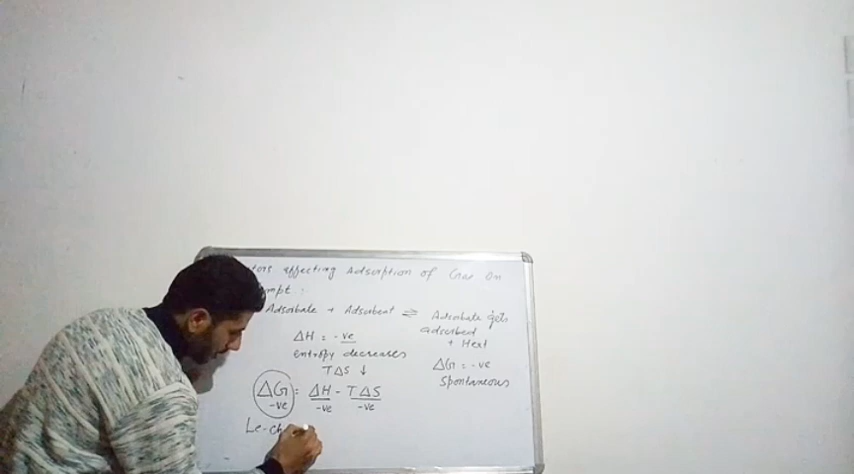 tors affecting Adsorption of Gas On
mpt :
Adsorbate + Adsorbent ⇌ Adsorbate gets
adsorbed
+ Heat
ΔH = -ve
entropy decreases
TΔS ↓
ΔG = -ve
Spontaneous
ΔG = ΔH - TΔS
-ve -ve -ve
Le-ch